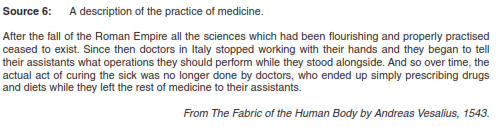 Source 6: A description of the practice of medicine.
After the fall of the Roman Empire all the sciences which had been flourishing and properly practised
ceased to exist. Since then doctors in Italy stopped working with their hands and they began to tell
their assistants what operations they should perform while they stood alongside. And so over time, the
actual act of curing the sick was no longer done by doctors, who ended up simply prescribing drugs
and diets while they left the rest of medicine to their assistants.
From The Fabric of the Human Body by Andreas Vesalius, 1543.